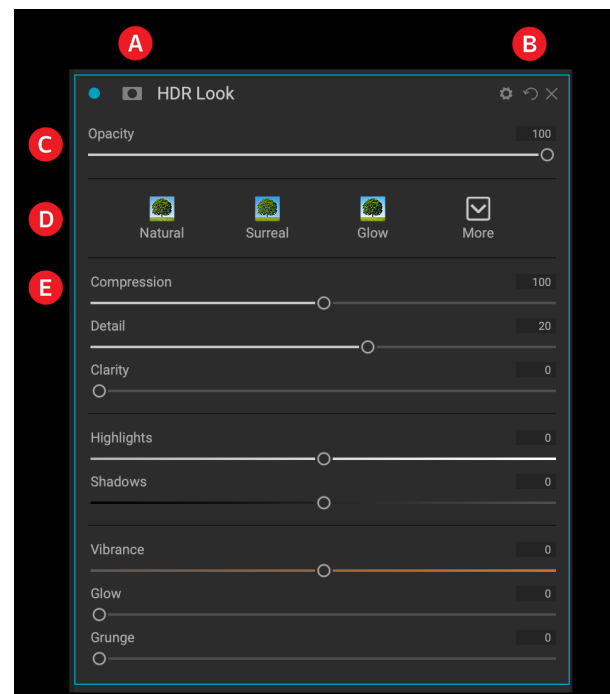 A
B
HDR Look
C
Opacity 100
D
Natural Surreal Glow More
E
Compression 100
Detail 20
Clarity 0
Highlights 0
Shadows 0
Vibrance 0
Glow 0
Grunge 0